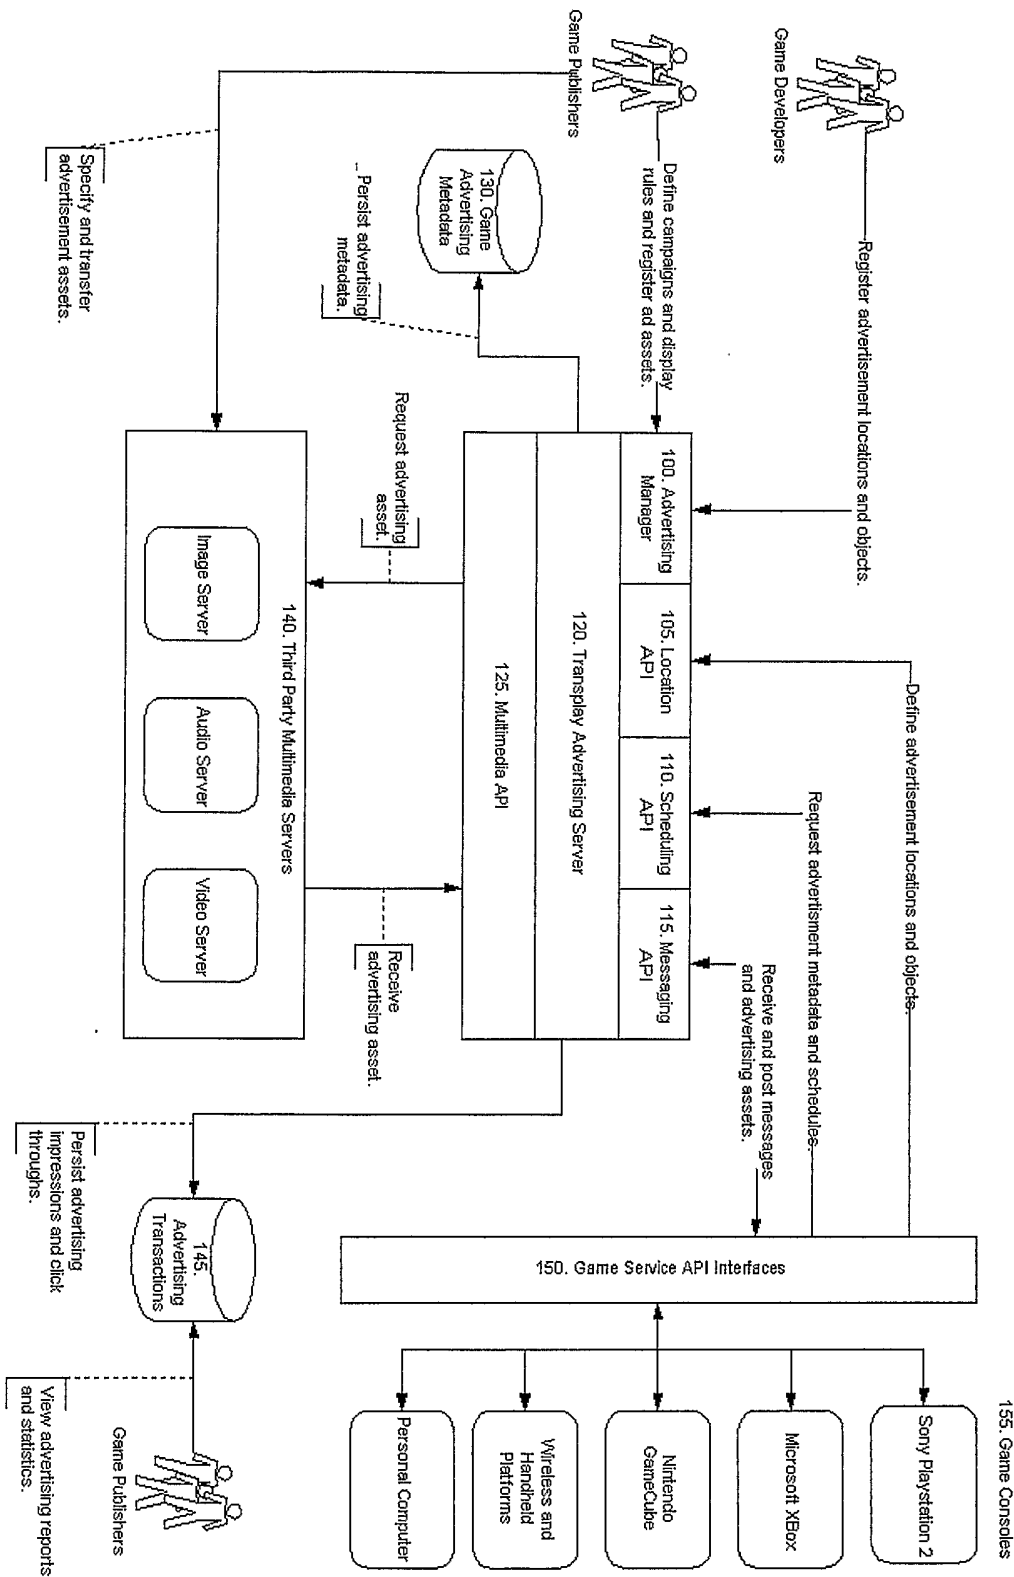 Game Developers
Register advertisement locations and objects.
Game Publishers
Define campaigns and display
rules and register ad assets.
Define advertisement locations and objects.
Request advertisment metadata and schedules.
Receive and post messages
and advertising assets.
100. Advertising
Manager
105. Location
API
110. Scheduling
API
115. Messaging
API
120. Transplay Advertising Server
125. Multimedia API
130. Game
Advertising
Metadata
Persist advertising
metadata.
Specify and transfer
advertisement assets.
Request advertising
asset.
Receive
advertising asset.
140. Third Party Multimedia Servers
Image Server
Audio Server
Video Server
Persist advertising
impressions and click
throughs.
145.
Advertising
Transactions
View advertising reports
and statistics.
Game Publishers
150. Game Service API Interfaces
155. Game Consoles
Sony Playstation 2
Microsoft XBox
Nintendo
GameCube
Wireless and
Handheld
Platforms
Personal Computer